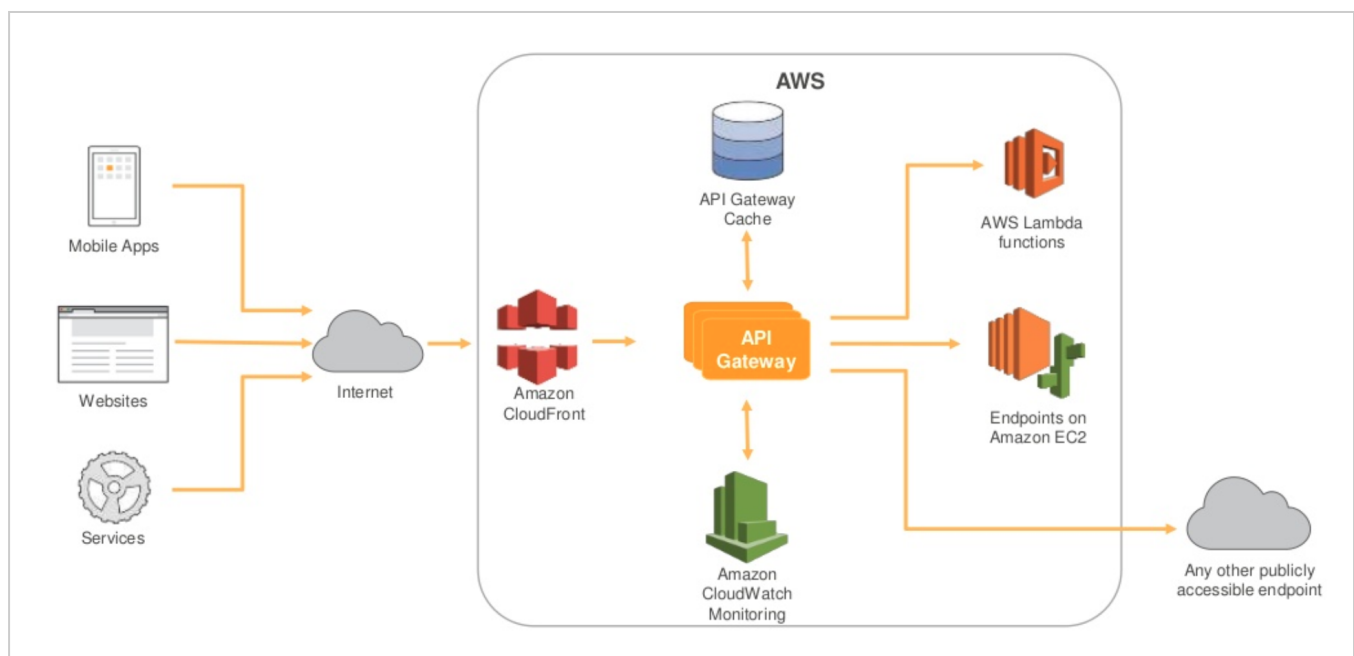 AWS
API Gateway
Cache
Mobile Apps
AWS Lambda
functions
API
Gateway
Internet
Websites
Amazon
CloudFront
Endpoints on
Amazon EC2
Services
Amazon
CloudWatch
Monitoring
Any other publicly
accessible endpoint